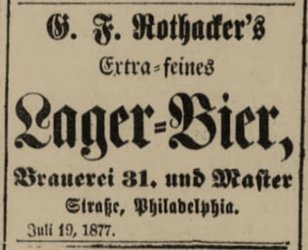 G. F. Rothacker's
Extra-feines
Lager-Bier,
Brauerei 31. und Master
Straße, Philadelphia.
Juli 19, 1877.